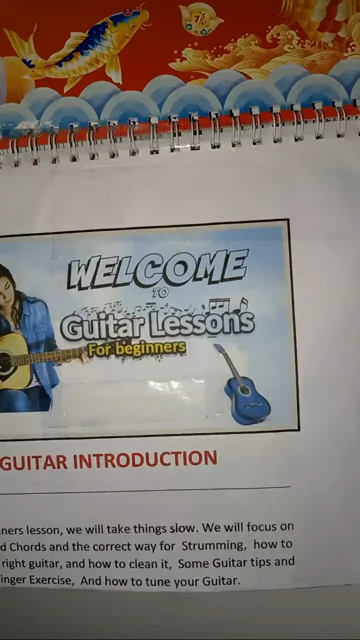 WELCOME
TO
Guitar Lessons
For beginners
GUITAR INTRODUCTION
lesson, we will take things slow. We will focus on
Chords and the correct way for Strumming, how to
right guitar, and how to clean it, Some Guitar tips and
Exercise, And how to tune your Guitar.